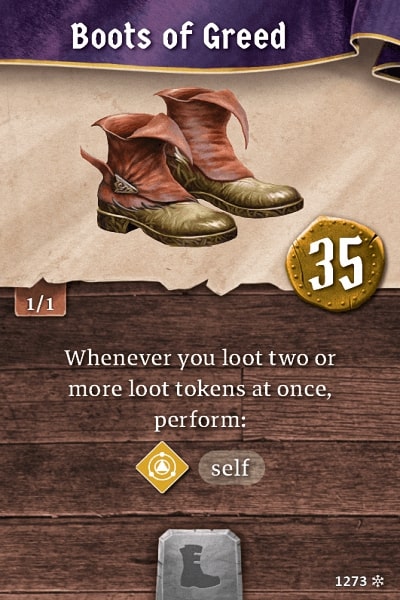 Boots of Greed
35
1/1
Whenever you loot two or
more loot tokens at once,
perform:
self
1273